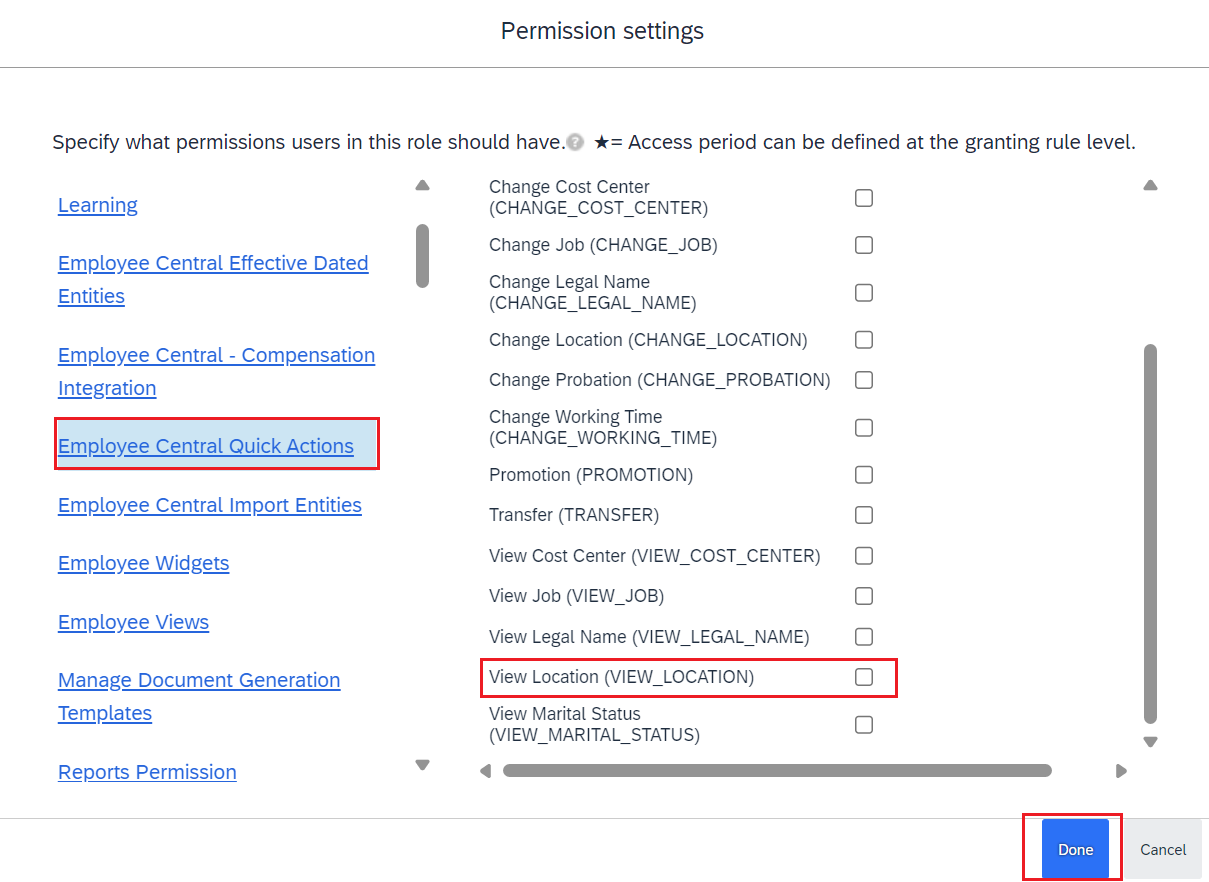 Permission settings
Specify what permissions users in this role should have.? ★= Access period can be defined at the granting rule level.
Learning
Employee Central Effective Dated
Entities
Employee Central - Compensation
Integration
Employee Central Quick Actions
Employee Central Import Entities
Employee Widgets
Employee Views
Manage Document Generation
Templates
Reports Permission
Change Cost Center
(CHANGE_COST_CENTER)
Change Job (CHANGE_JOB)
Change Legal Name
(CHANGE_LEGAL_NAME)
Change Location (CHANGE_LOCATION)
Change Probation (CHANGE_PROBATION)
Change Working Time
(CHANGE_WORKING_TIME)
Promotion (PROMOTION)
Transfer (TRANSFER)
View Cost Center (VIEW_COST_CENTER)
View Job (VIEW_JOB)
View Legal Name (VIEW_LEGAL_NAME)
View Location (VIEW_LOCATION)
View Marital Status
(VIEW_MARITAL_STATUS)
Done
Cancel